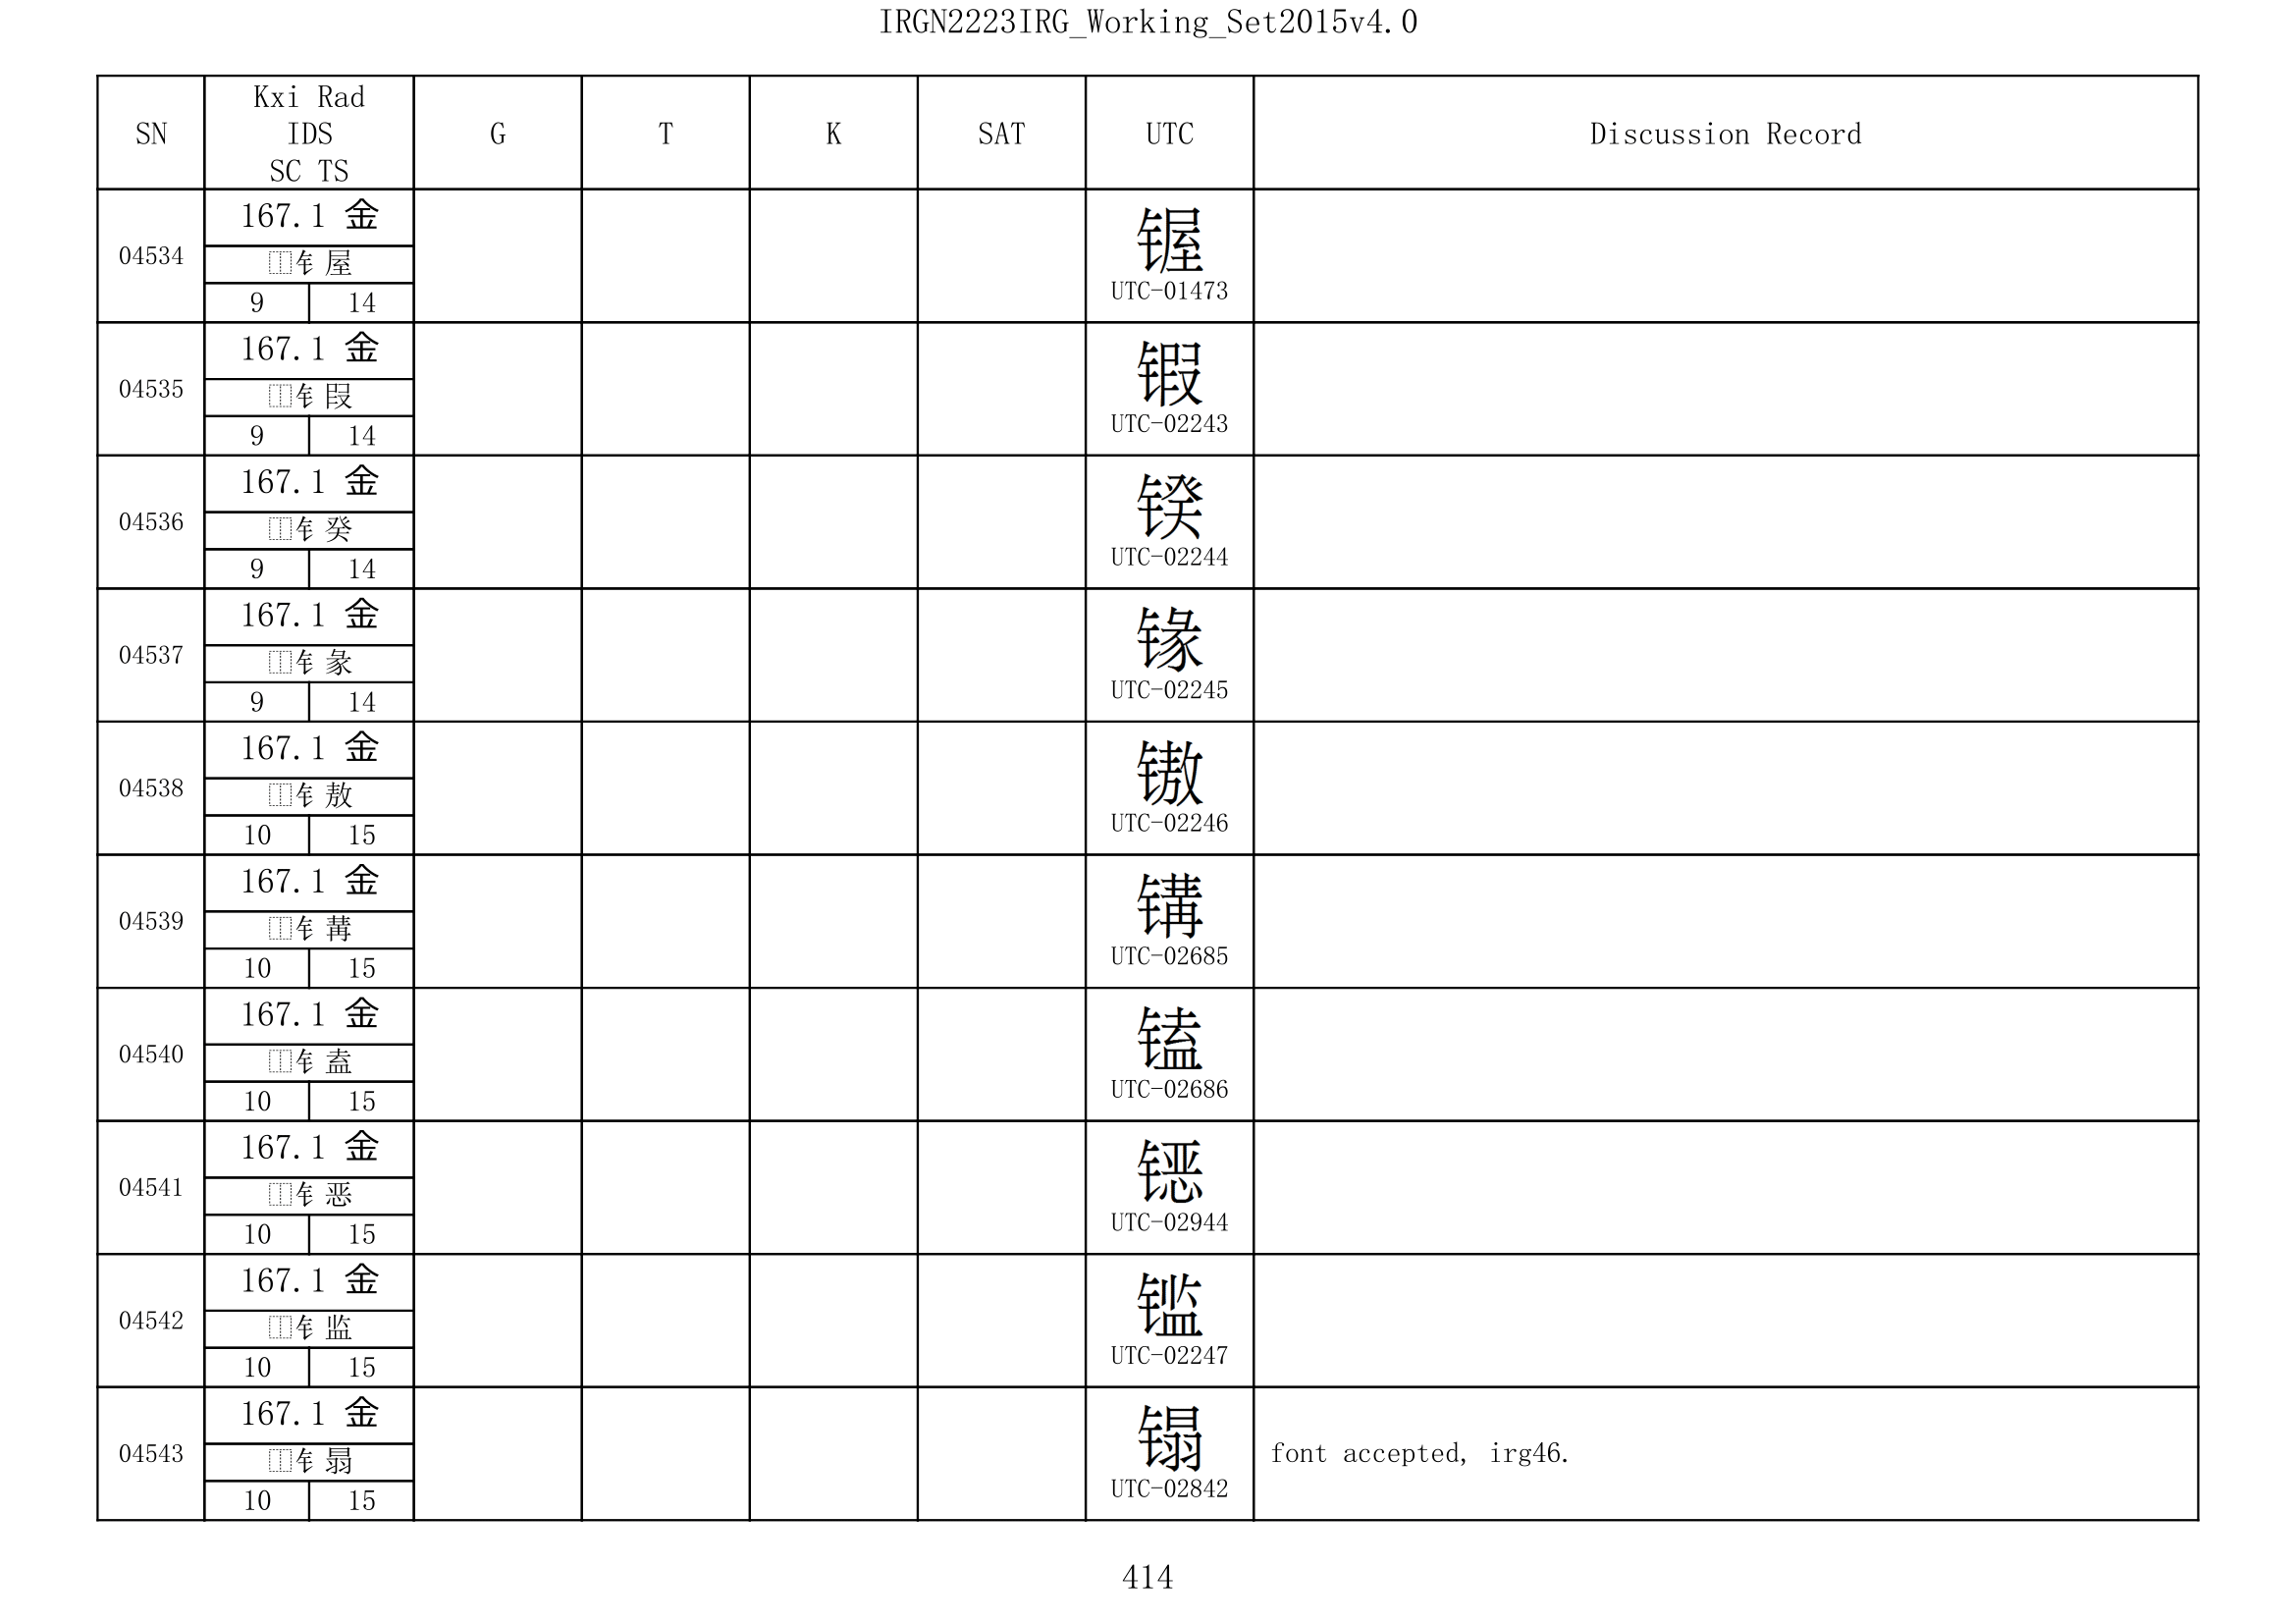 IRGN2223IRG_Working_Set2015v4.0
SN
Kxi Rad
IDS
SC TS
G
T
K
SAT
UTC
Discussion Record
04534
167.1 金
⿰钅屋
9 14
𰾫
UTC-01473
04535
167.1 金
⿰钅叚
9 14
UTC-02243
04536
167.1 金
⿰钅癸
9 14
UTC-02244
04537
167.1 金
⿰钅彖
9 14
UTC-02245
04538
167.1 金
⿰钅敖
10 15
UTC-02246
04539
167.1 金
⿰钅冓
10 15
UTC-02685
04540
167.1 金
⿰钅盍
10 15
UTC-02686
04541
167.1 金
⿰钅恶
10 15
UTC-02944
04542
167.1 金
⿰钅监
10 15
UTC-02247
04543
167.1 金
⿰钅弱
10 15
UTC-02842
font accepted, irg46.
414